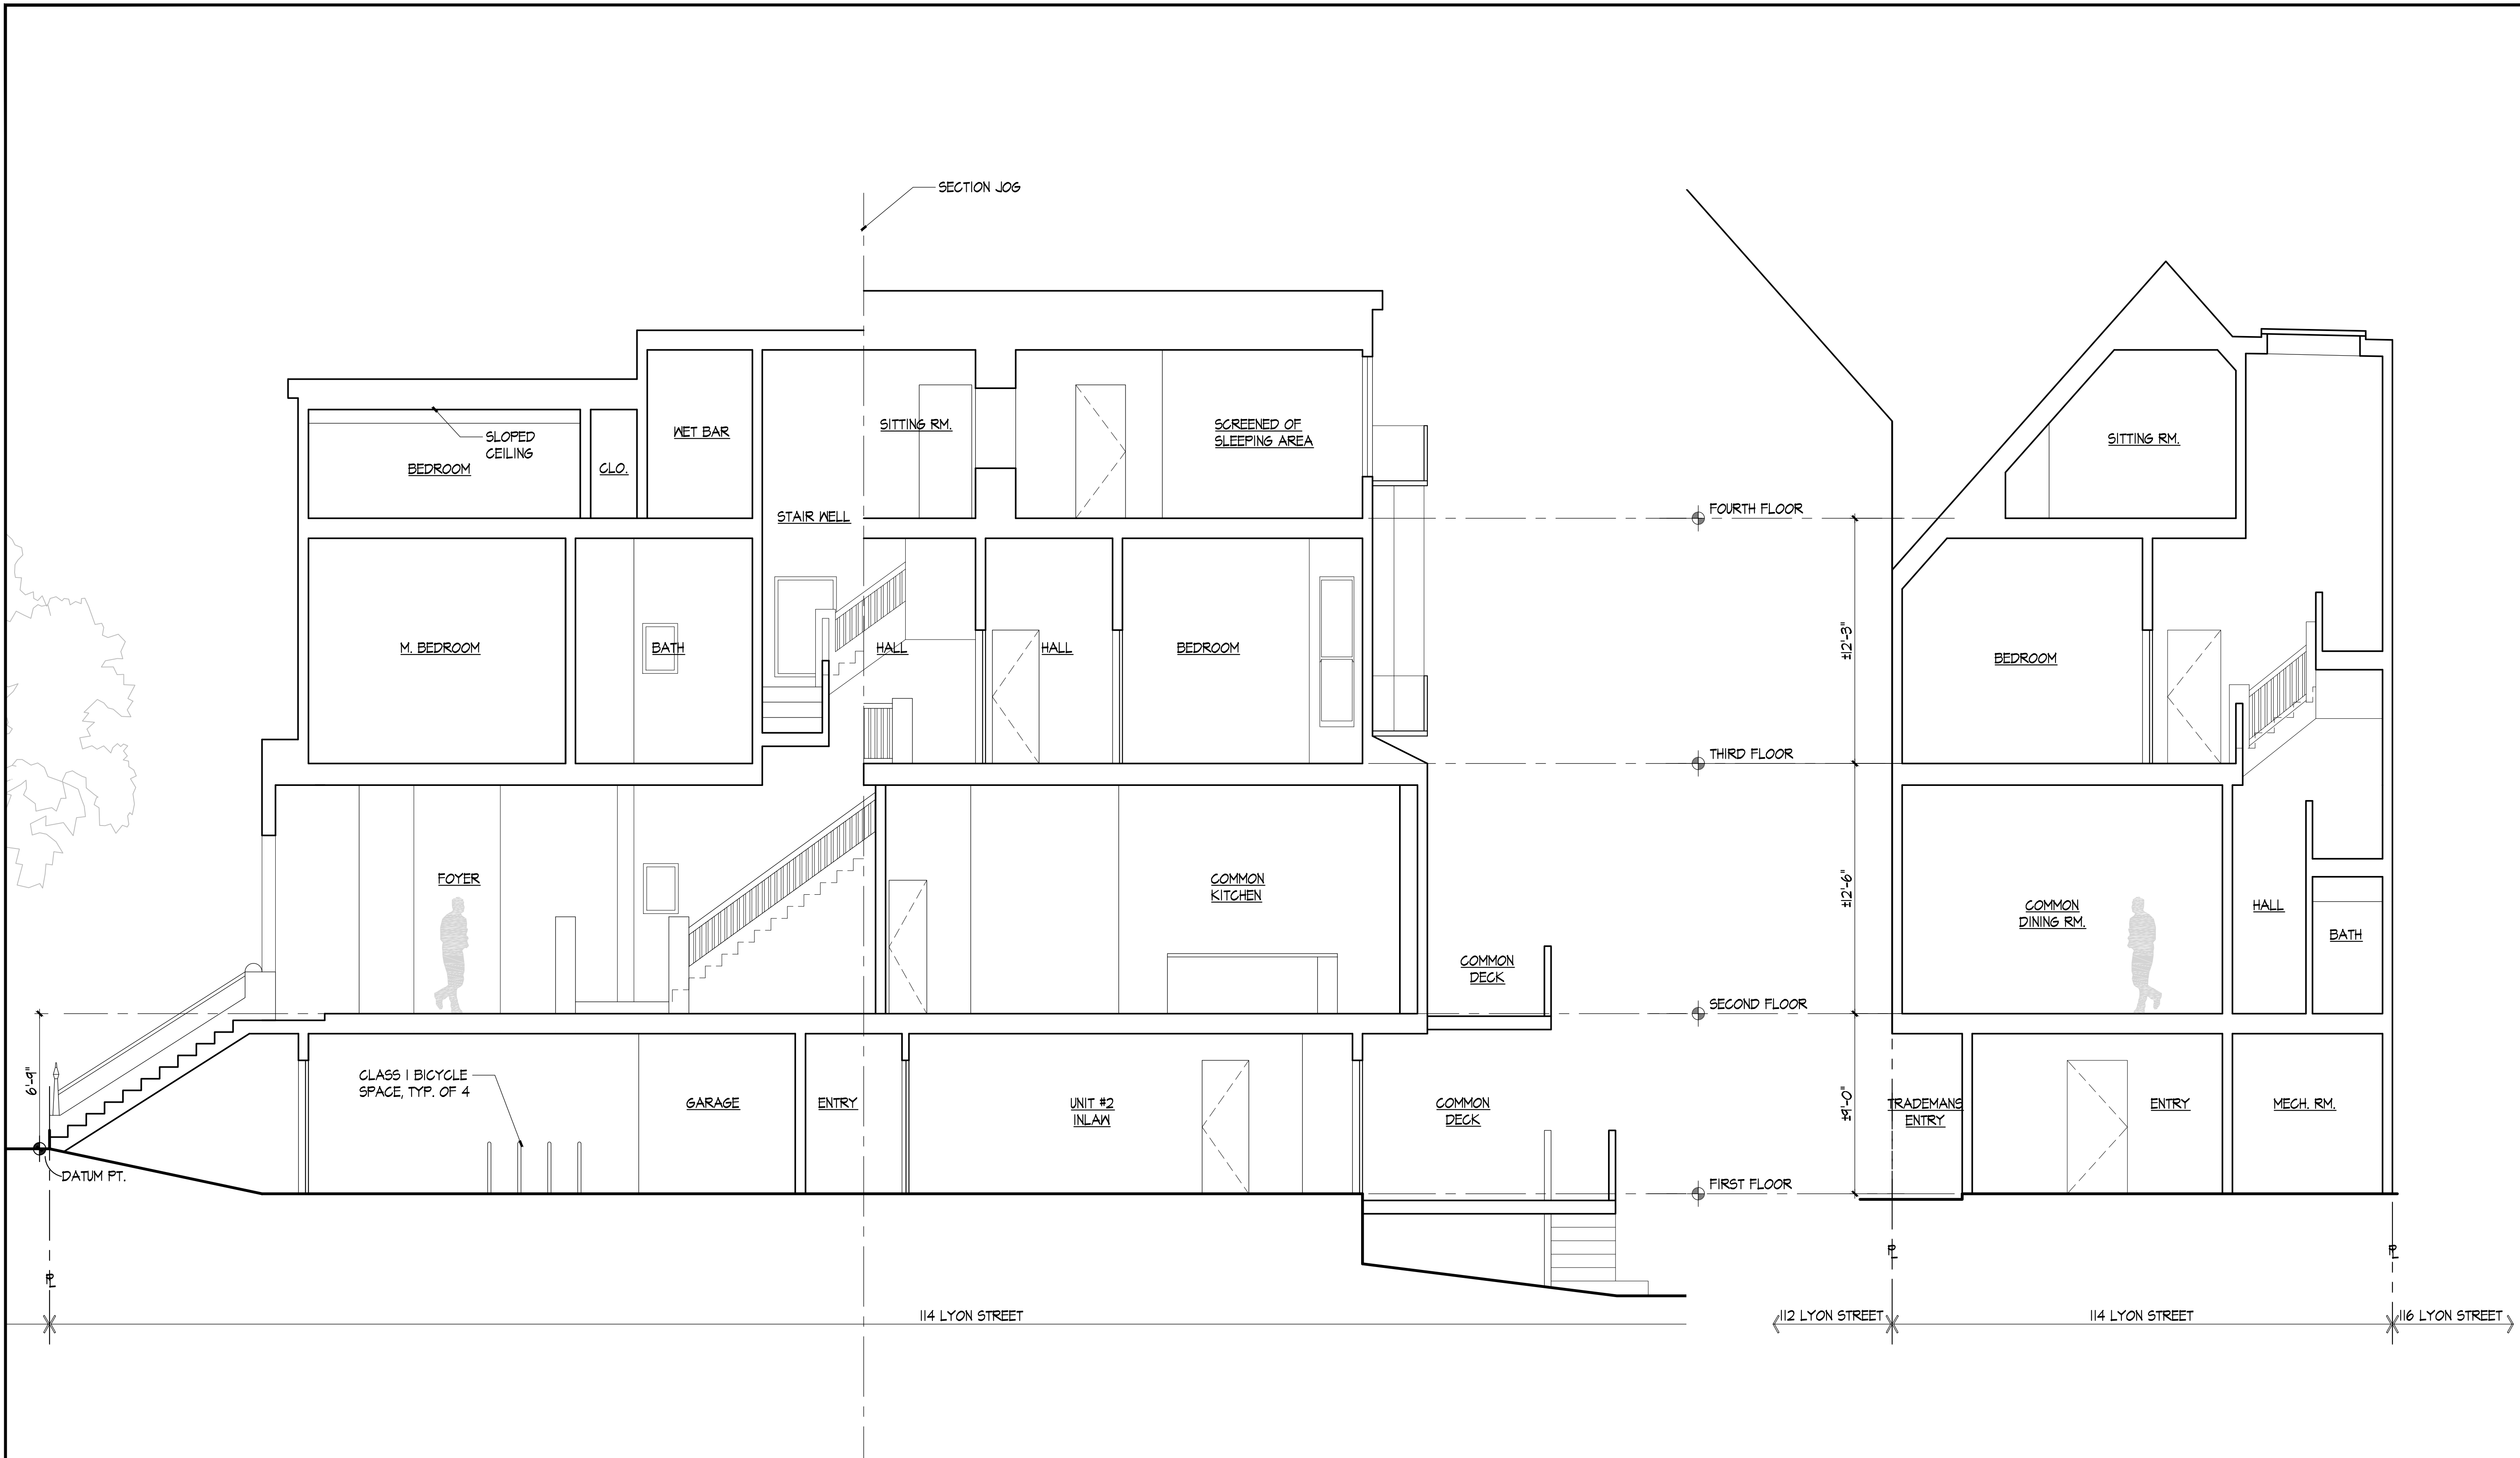 SECTION JOG
SLOPED
CEILING
BEDROOM
CLO.
WET BAR
SITTING RM.
SCREENED OF
SLEEPING AREA
STAIR WELL
M. BEDROOM
BATH
HALL
HALL
BEDROOM
FOYER
COMMON
KITCHEN
COMMON
DECK
6'-9"
CLASS 1 BICYCLE
SPACE, TYP. OF 4
GARAGE
ENTRY
UNIT #2
INLAW
COMMON
DECK
DATUM PT.
PL
114 LYON STREET
FOURTH FLOOR
THIRD FLOOR
SECOND FLOOR
FIRST FLOOR
±12'-3"
±12'-6"
±9'-0"
SITTING RM.
BEDROOM
COMMON
DINING RM.
HALL
BATH
TRADEMANS
ENTRY
ENTRY
MECH. RM.
PL
PL
112 LYON STREET
114 LYON STREET
116 LYON STREET